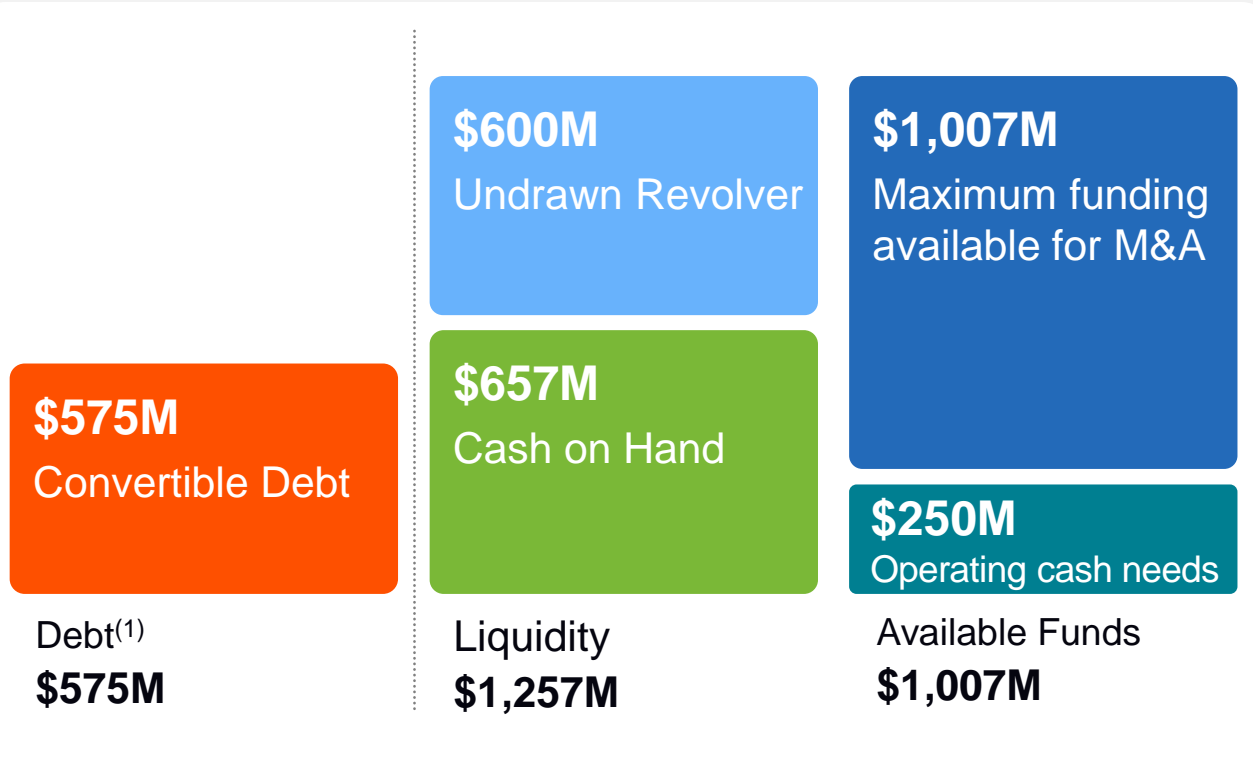 $575M
Convertible Debt
Debt(1)
$575M
$600M
Undrawn Revolver
$657M
Cash on Hand
Liquidity
$1,257M
$1,007M
Maximum funding
available for M&A
$250M
Operating cash needs
Available Funds
$1,007M